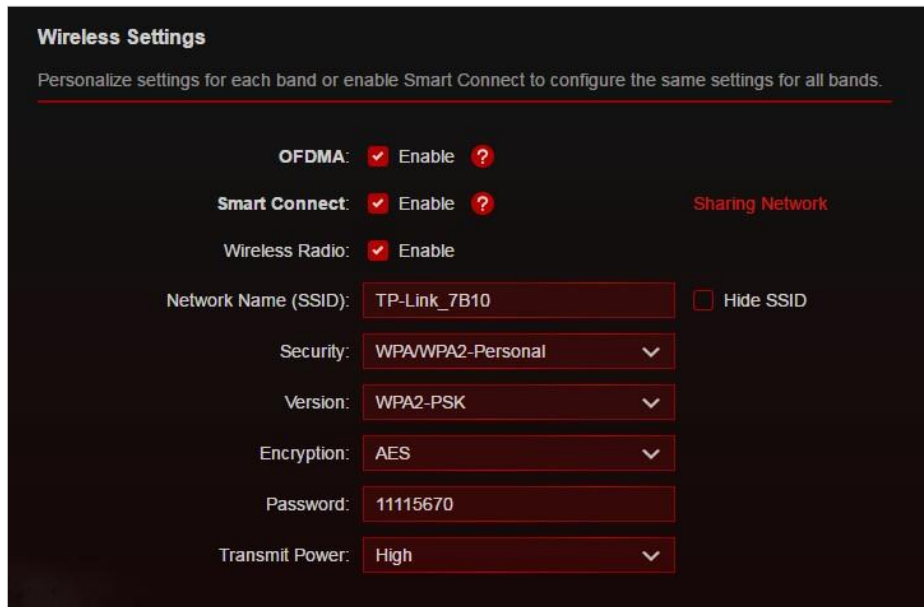 Wireless Settings
Personalize settings for each band or enable Smart Connect to configure the same settings for all bands.
OFDMA: Enable ?
Smart Connect: Enable ? Sharing Network
Wireless Radio: Enable
Network Name (SSID): TP-Link_7B10 Hide SSID
Security: WPA/WPA2-Personal
Version: WPA2-PSK
Encryption: AES
Password: 11115670
Transmit Power: High